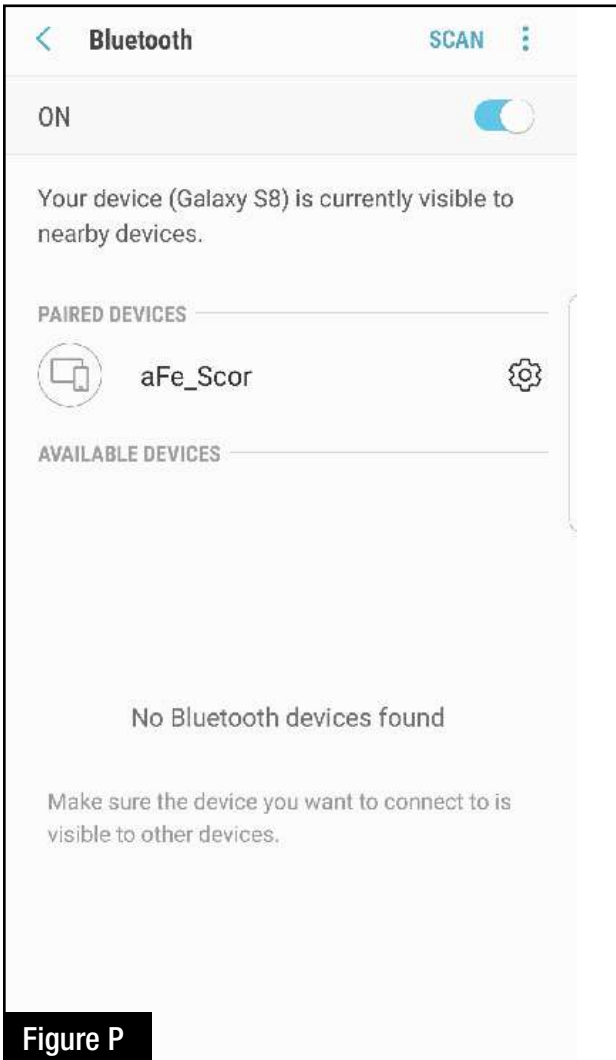 Bluetooth SCAN
ON
Your device (Galaxy S8) is currently visible to
nearby devices.
PAIRED DEVICES
aFe_Scor
AVAILABLE DEVICES
No Bluetooth devices found
Make sure the device you want to connect to is
visible to other devices.
Figure P